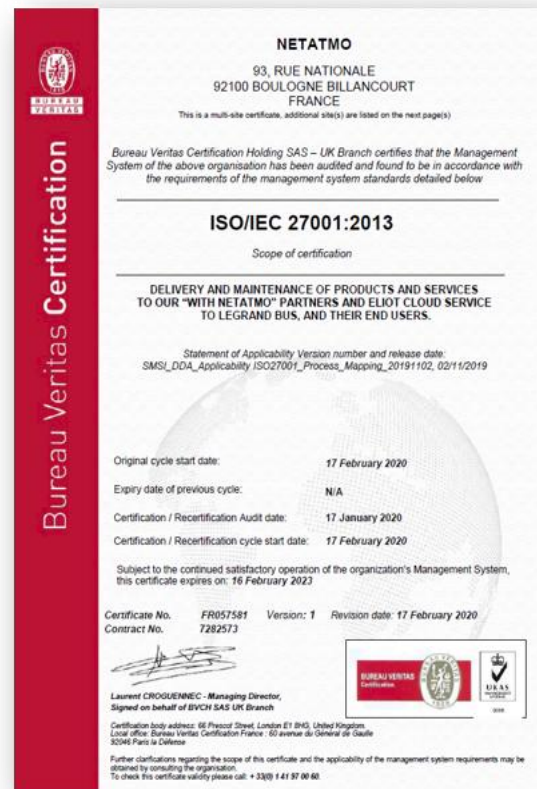 BUREAU
VERITAS
Bureau Veritas Certification
NETATMO
93, RUE NATIONALE
92100 BOULOGNE BILLANCOURT
FRANCE
This is a multi-site certificate, additional site(s) are listed on the next page(s)
Bureau Veritas Certification Holding SAS – UK Branch certifies that the Management
System of the above organisation has been audited and found to be in accordance with
the requirements of the management system standards detailed below
ISO/IEC 27001:2013
Scope of certification
DELIVERY AND MAINTENANCE OF PRODUCTS AND SERVICES
TO OUR “WITH NETATMO” PARTNERS AND ELIOT CLOUD SERVICE
TO LEGRAND BUS, AND THEIR END USERS.
Statement of Applicability Version number and release date:
SMSI_DDA_Applicability ISO27001_Process_Mapping_20191102, 02/11/2019
Original cycle start date: 17 February 2020
Expiry date of previous cycle: N/A
Certification / Recertification Audit date: 17 January 2020
Certification / Recertification cycle start date: 17 February 2020
Subject to the continued satisfactory operation of the organization's Management System,
this certificate expires on: 16 February 2023
Certificate No. FR057581 Version: 1 Revision date: 17 February 2020
Contract No. 7282573
Laurent CROGUENNEC - Managing Director,
Signed on behalf of BVCH SAS UK Branch
BUREAU VERITAS
Certification
UKAS
Certification body address: 66 Prescot Street, London E1 8HG, United Kingdom.
Local office: Bureau Veritas Certification France : 60 avenue du Général de Gaulle
92046 Paris la Défense
Further clarifications regarding the scope of this certificate and the applicability of the management system requirements may be
obtained by consulting the organisation.
To check this certificate validity please call: + 33(0) 1 41 97 00 60.